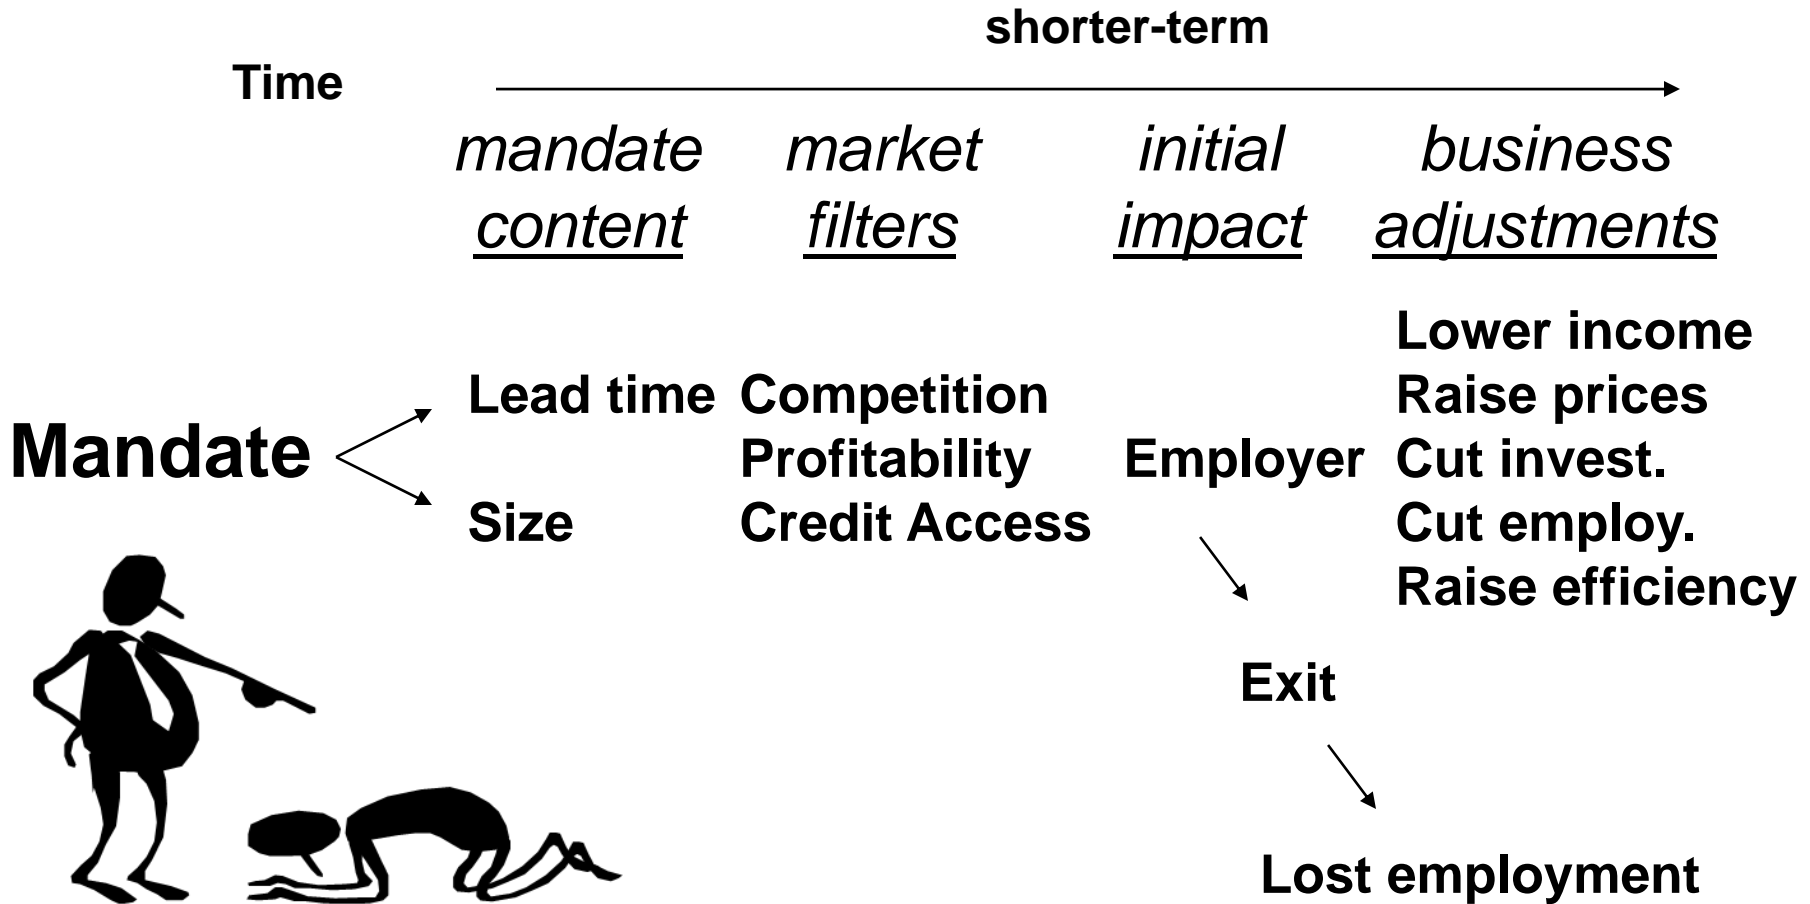 shorter-term
Time
mandate market initial business
content filters impact adjustments
Lower income
Lead time Competition Raise prices
Mandate Profitability Employer Cut invest.
Size Credit Access Cut employ.
Raise efficiency
Exit
Lost employment